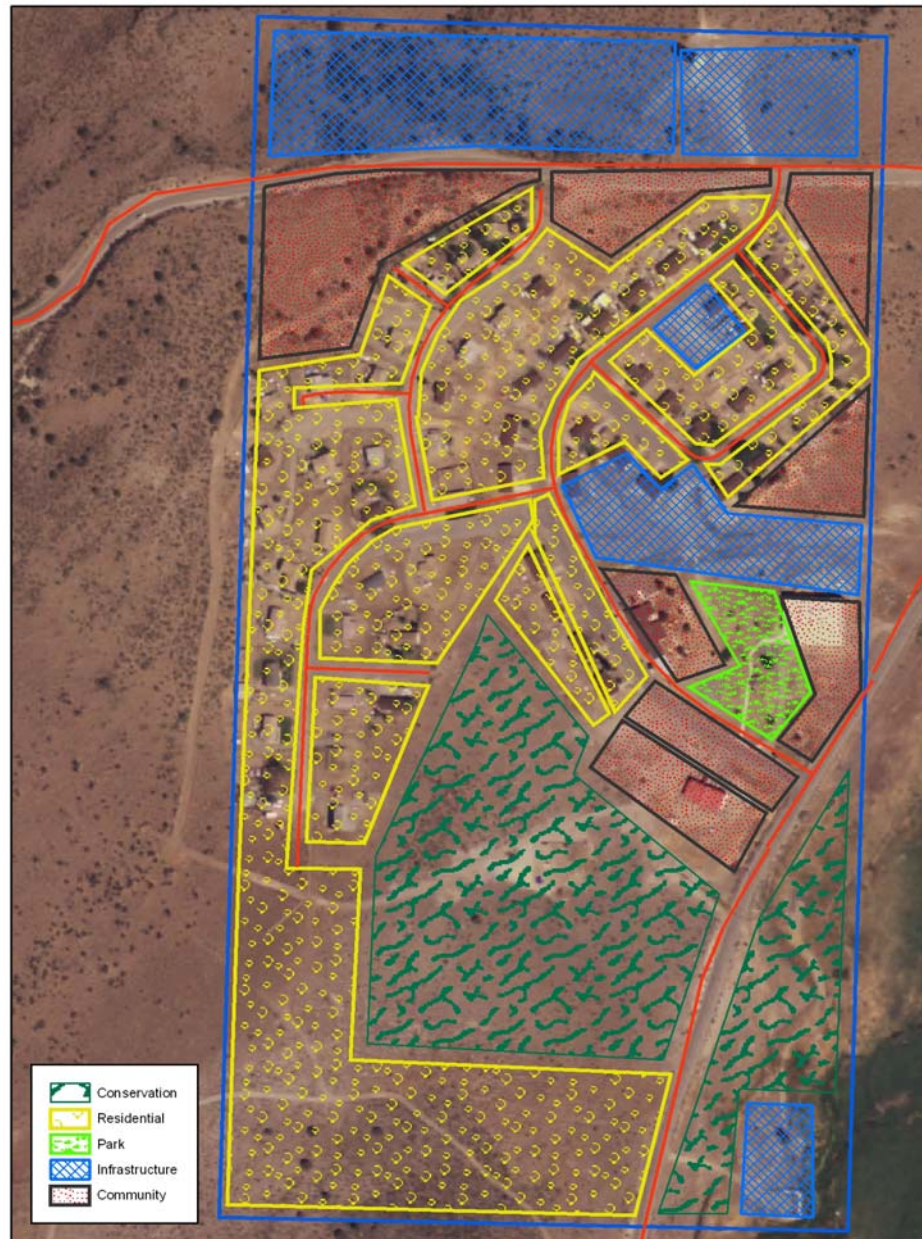 Conservation
Residential
Park
Infrastructure
Community